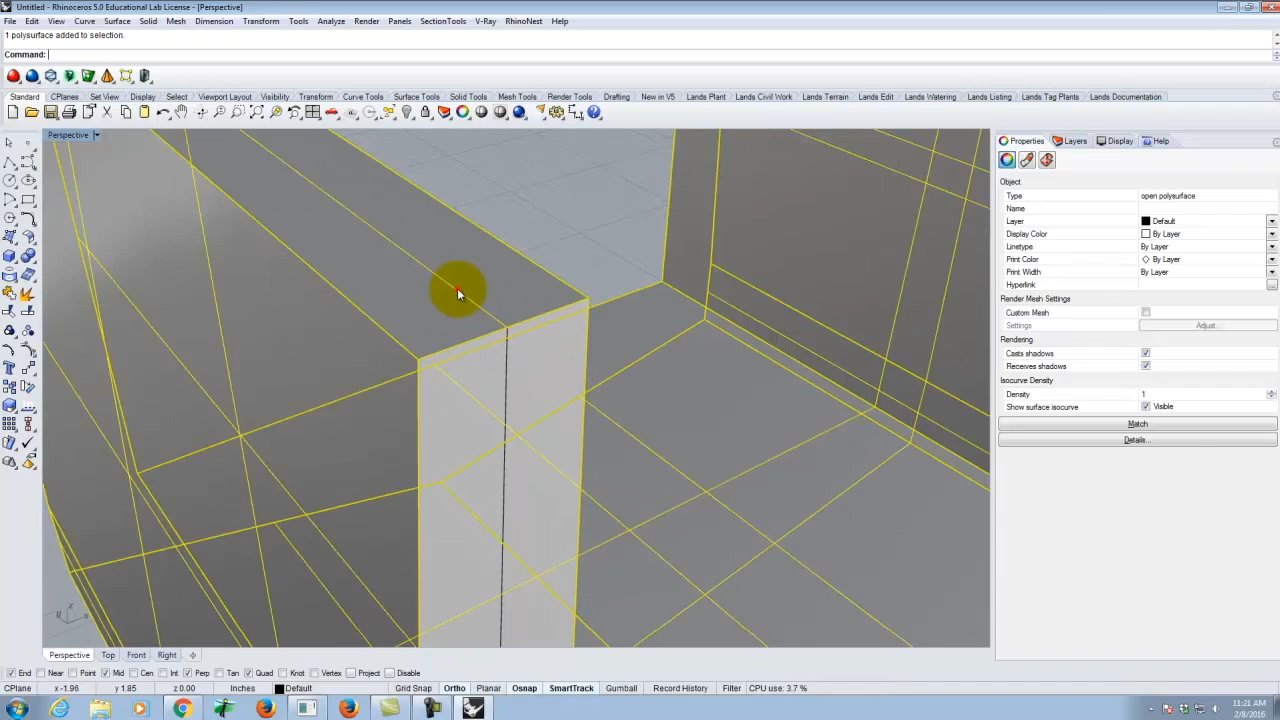 Untitled - Rhinoceros 5.0 Educational Lab License - [Perspective]
File Edit View Curve Surface Solid Mesh Dimension Transform Tools Analyze Render Panels SectionTools V-Ray RhinoNest Help
1 polysurface added to selection.
Command:
Standard CPlanes Set View Display Select Viewport Layout Visibility Transform Curve Tools Surface Tools Solid Tools Mesh Tools Render Tools Drafting New in V5 Lands Plant Lands Civil Work Lands Terrain Lands Edit Lands Watering Lands Listing Lands Tag Plants Lands Documentation
Perspective
Properties Layers Display Help
Object
Type open polysurface
Name
Layer Default
Display Color By Layer
Linetype By Layer
Print Color By Layer
Print Width By Layer
Hyperlink
Render Mesh Settings
Custom Mesh
Settings Adjust...
Rendering
Casts shadows
Receives shadows
Isocurve Density
Density 1
Show surface isocurve Visible
Match
Details...
z
y x
Perspective Top Front Right
End Near Point Mid Cen Int Perp Tan Quad Knot Vertex Project Disable
CPlane x -1.96 y 1.85 z 0.00 Inches Default Grid Snap Ortho Planar Osnap SmartTrack Gumball Record History Filter CPU use: 3.7 %
11:21 AM
2/8/2016